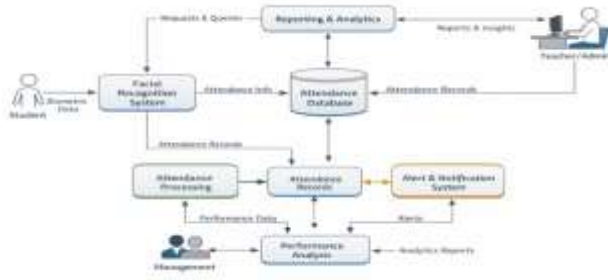 Requests & Queries
Reporting & Analytics
Reports & Insights
Teacher/Admin
Student
Biometric
Data
Facial
Recognition
System
Attendance Info
Attendance
Database
Attendance Records
Attendance Records
Attendance
Processing
Attendance
Records
Alert & Notification
System
Performance Data
Alerts
Management
Performance
Analysis
Analytics Reports